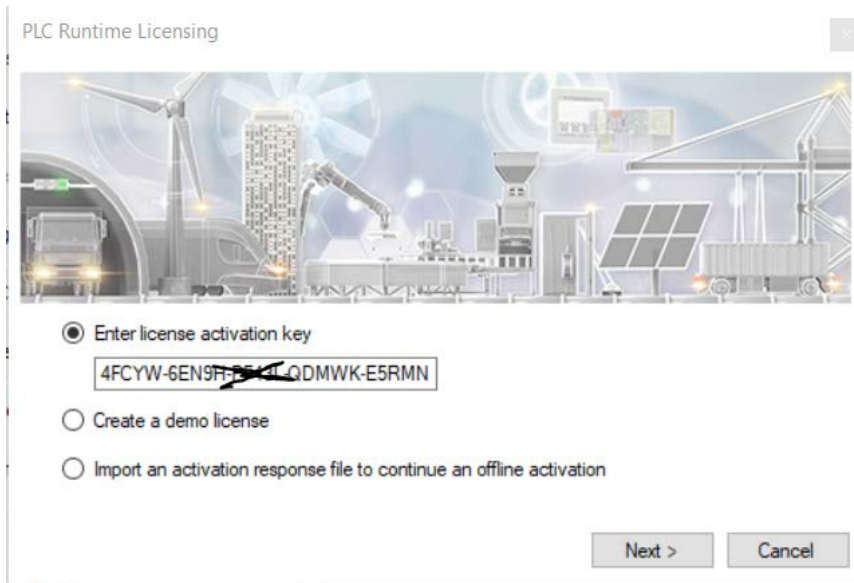 PLC Runtime Licensing
Enter license activation key
4FCYW-6EN9H-        -QDMWK-E5RMN
Create a demo license
Import an activation response file to continue an offline activation
Next >
Cancel